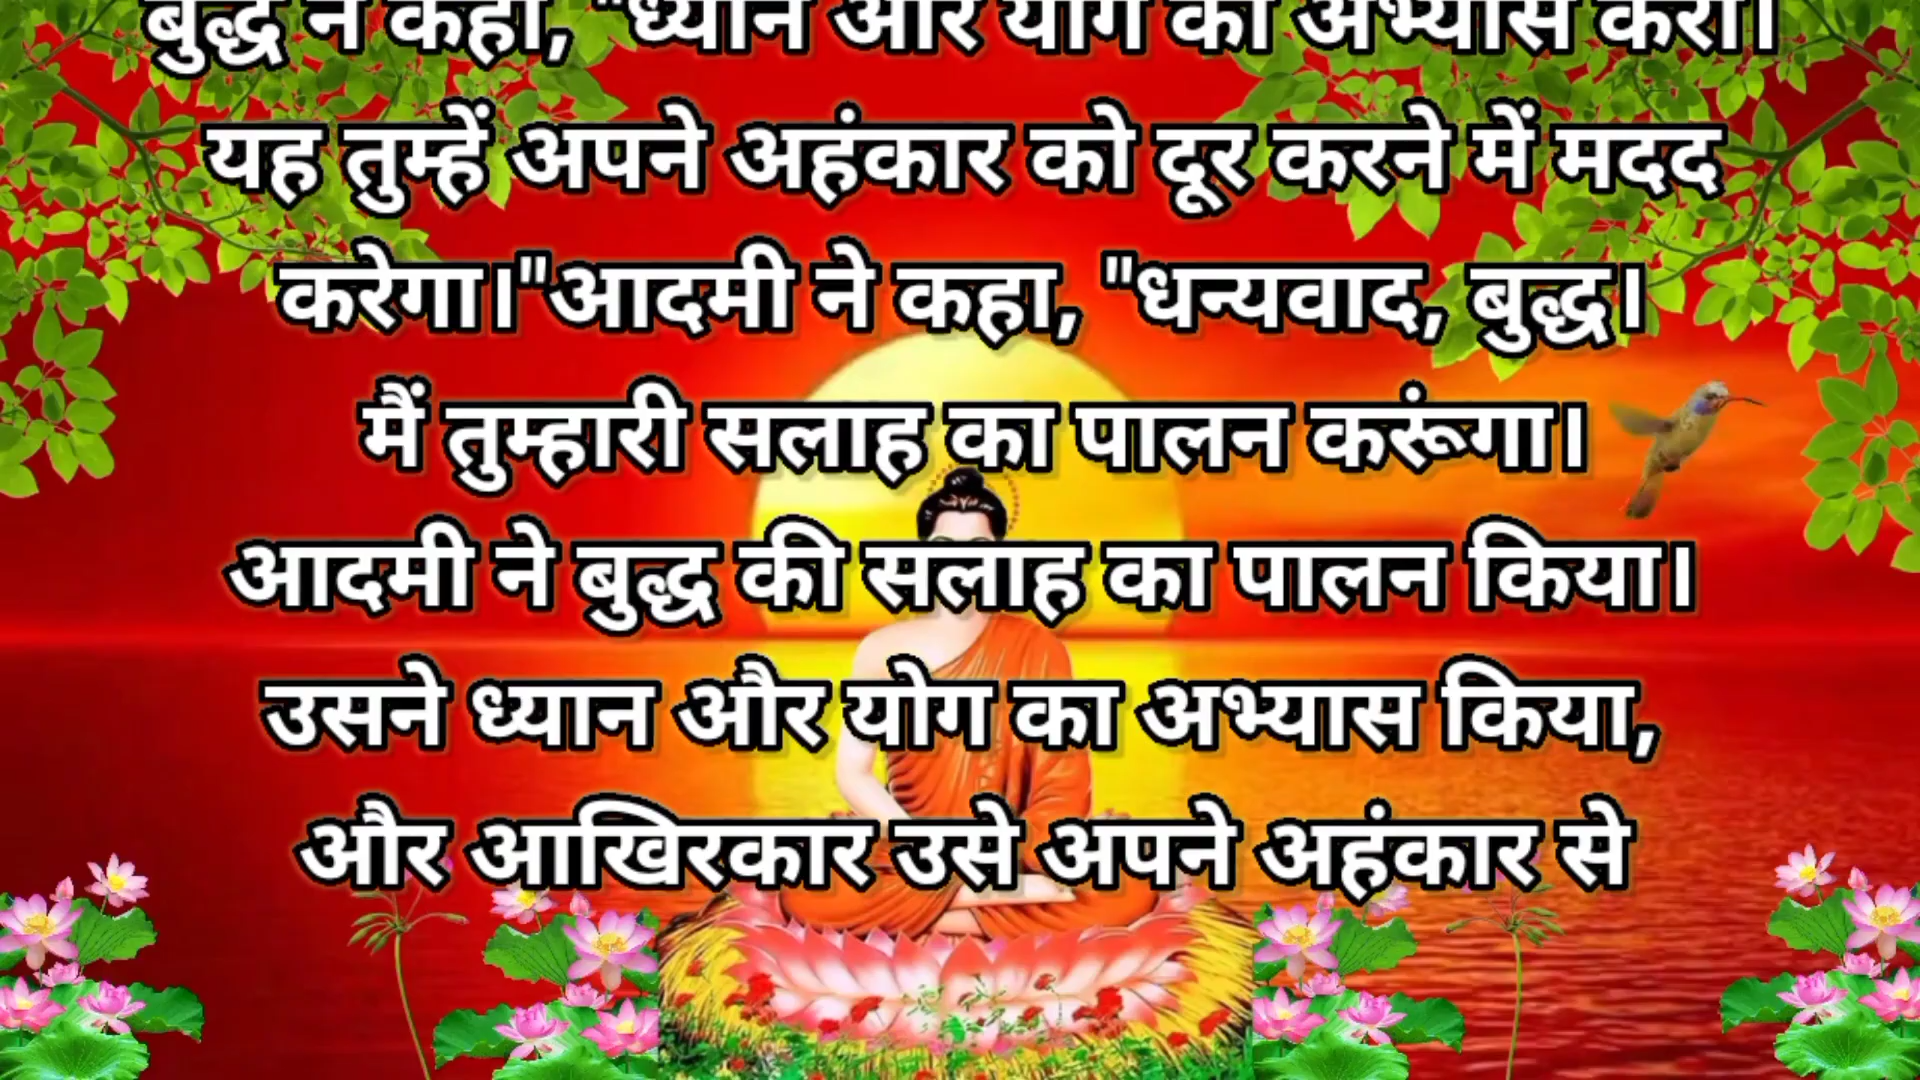 बुद्ध ने कहा, "ध्यान और योग का अभ्यास करो।
यह तुम्हें अपने अहंकार को दूर करने में मदद
करेगा।"आदमी ने कहा, "धन्यवाद, बुद्ध।
मैं तुम्हारी सलाह का पालन करूंगा।
आदमी ने बुद्ध की सलाह का पालन किया।
उसने ध्यान और योग का अभ्यास किया,
और आखिरकार उसे अपने अहंकार से